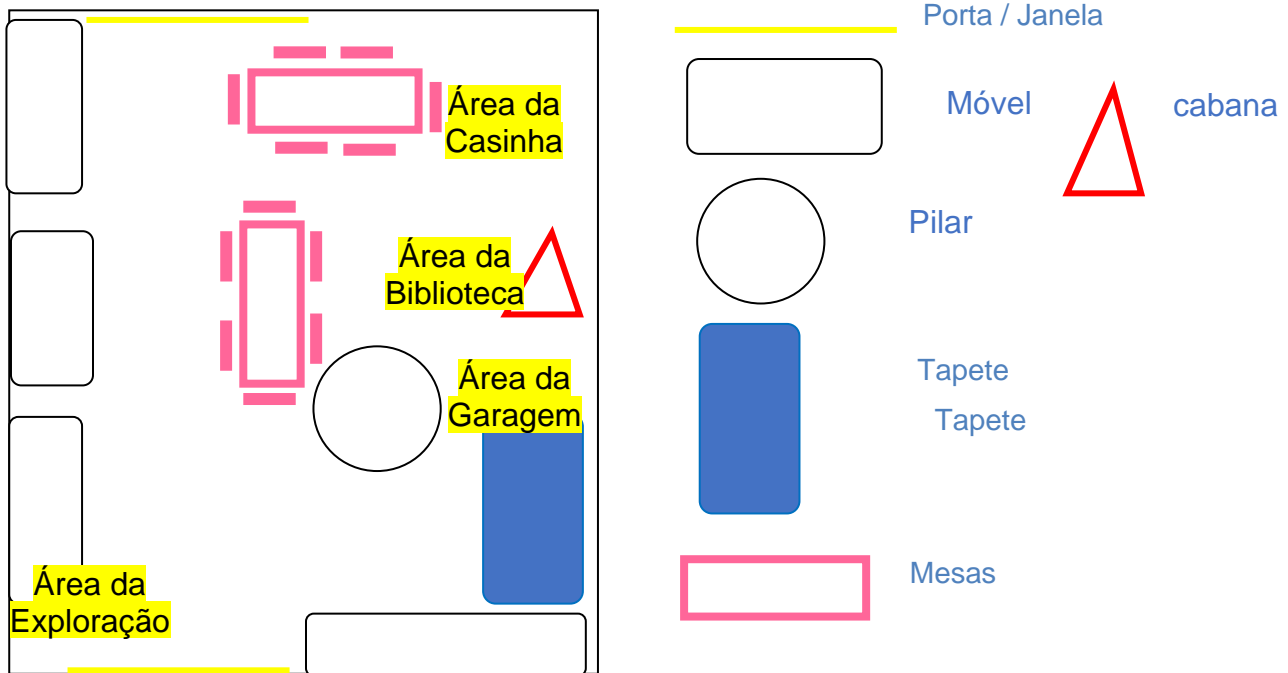 Área da
Casinha
Área da
Biblioteca
Área da
Garagem
Área da
Exploração
Porta / Janela
Móvel
cabana
Pilar
Tapete
Tapete
Mesas